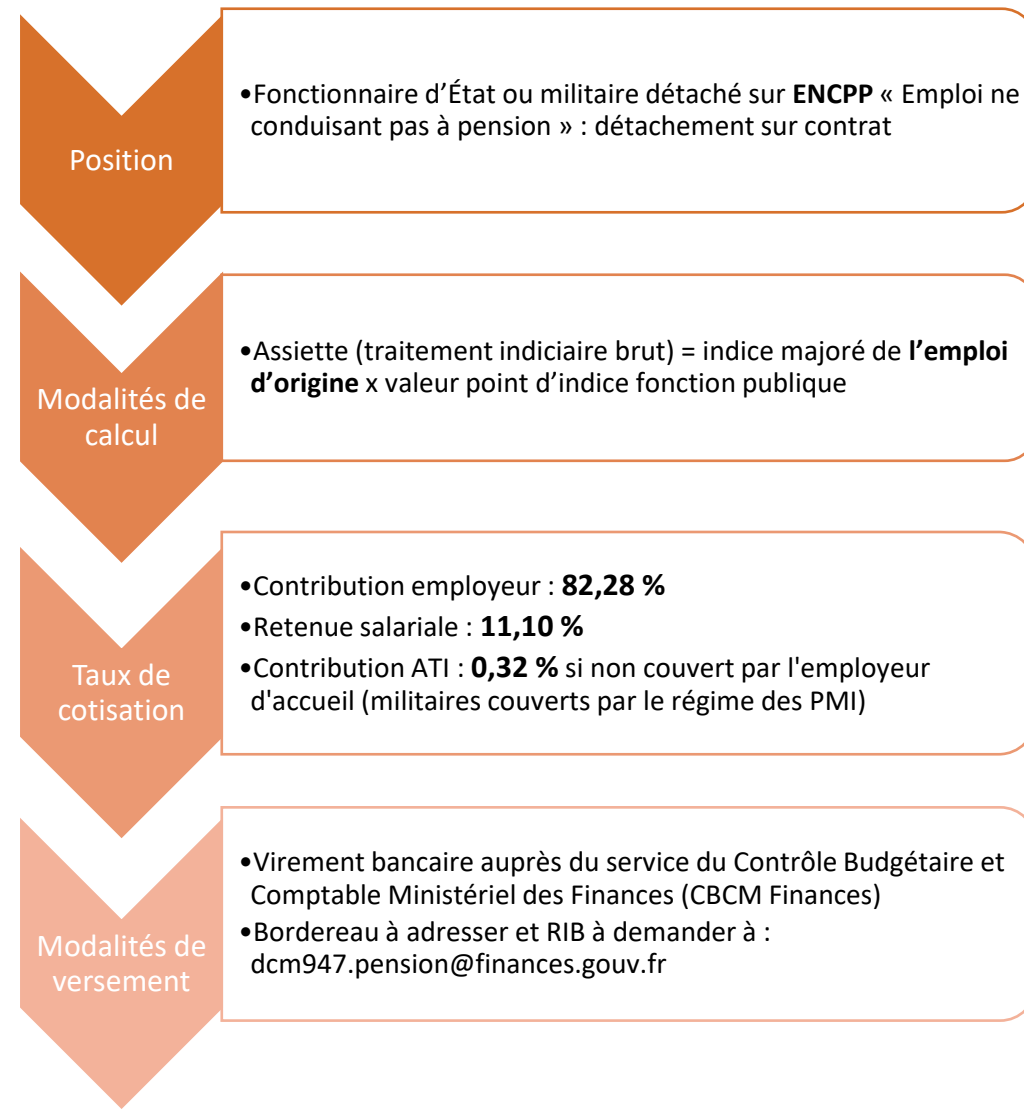 Position
•Fonctionnaire d’État ou militaire détaché sur ENCPP « Emploi ne
conduisant pas à pension » : détachement sur contrat
Modalités de
calcul
•Assiette (traitement indiciaire brut) = indice majoré de l’emploi
d’origine x valeur point d’indice fonction publique
Taux de
cotisation
•Contribution employeur : 82,28 %
•Retenue salariale : 11,10 %
•Contribution ATI : 0,32 % si non couvert par l'employeur
d'accueil (militaires couverts par le régime des PMI)
Modalités de
versement
•Virement bancaire auprès du service du Contrôle Budgétaire et
Comptable Ministériel des Finances (CBCM Finances)
•Bordereau à adresser et RIB à demander à :
dcm947.pension@finances.gouv.fr